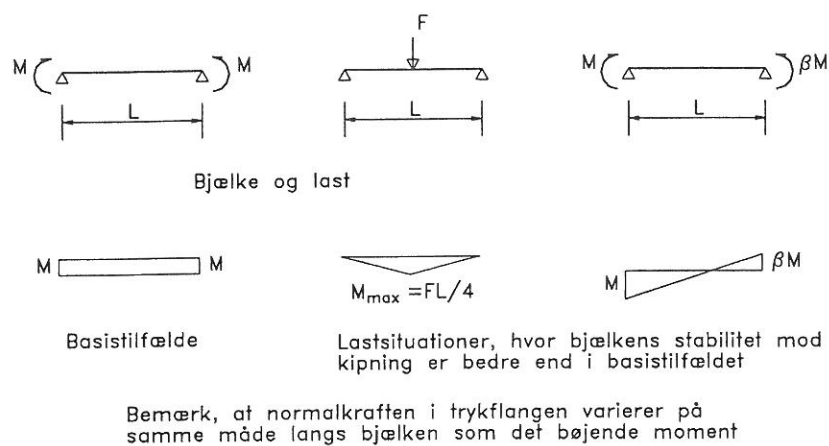 F
M M M βM
L L L
Bjælke og last
M M βM
M
M_max = FL/4
Basistilfælde
Lastsituationer, hvor bjælkens stabilitet mod
kipning er bedre end i basistilfældet
Bemærk, at normalkraften i trykflangen varierer på
samme måde langs bjælken som det bøjende moment